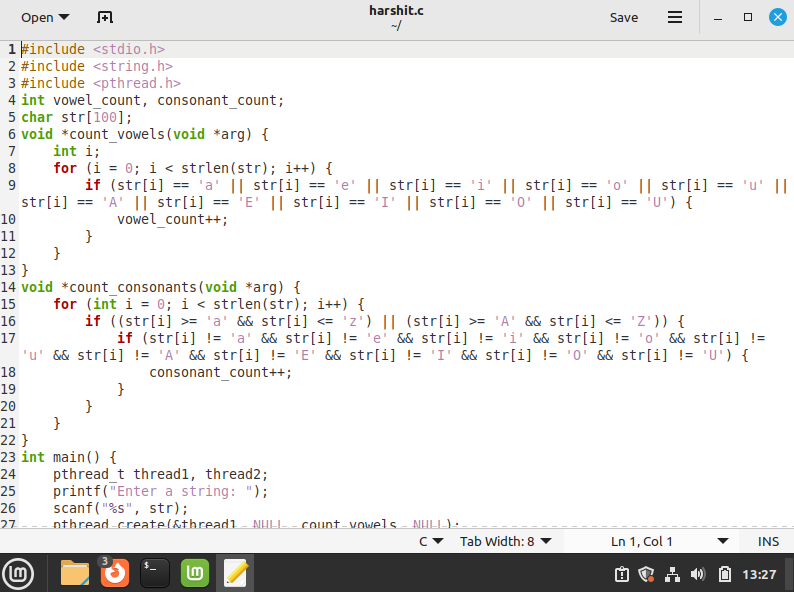 Open
harshit.c
~/
Save
1 #include <stdio.h>
2 #include <string.h>
3 #include <pthread.h>
4 int vowel_count, consonant_count;
5 char str[100];
6 void *count_vowels(void *arg) {
7     int i;
8     for (i = 0; i < strlen(str); i++) {
9         if (str[i] == 'a' || str[i] == 'e' || str[i] == 'i' || str[i] == 'o' || str[i] == 'u' ||
str[i] == 'A' || str[i] == 'E' || str[i] == 'I' || str[i] == 'O' || str[i] == 'U') {
10             vowel_count++;
11         }
12     }
13 }
14 void *count_consonants(void *arg) {
15     for (int i = 0; i < strlen(str); i++) {
16         if ((str[i] >= 'a' && str[i] <= 'z') || (str[i] >= 'A' && str[i] <= 'Z')) {
17             if (str[i] != 'a' && str[i] != 'e' && str[i] != 'i' && str[i] != 'o' && str[i] !=
'u' && str[i] != 'A' && str[i] != 'E' && str[i] != 'I' && str[i] != 'O' && str[i] != 'U') {
18                 consonant_count++;
19             }
20         }
21     }
22 }
23 int main() {
24     pthread_t thread1, thread2;
25     printf("Enter a string: ");
26     scanf("%s", str);
27     pthread_create(&thread1, NULL, count_vowels, NULL);
C
Tab Width: 8
Ln 1, Col 1
INS
3
$_
13:27